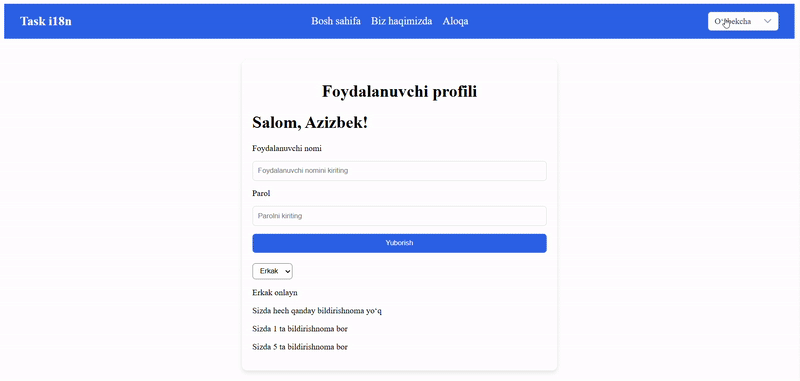 Task i18n
Bosh sahifa Biz haqimizda Aloqa
Foydalanuvchi profili
Salom, Azizbek!
Foydalanuvchi nomi
Foydalanuvchi nomini kiriting
Parol
Parolni kiriting
Yuborish
Erkak
Erkak onlayn
Sizda hech qanday bildirishnoma yo‘q
Sizda 1 ta bildirishnoma bor
Sizda 5 ta bildirishnoma bor